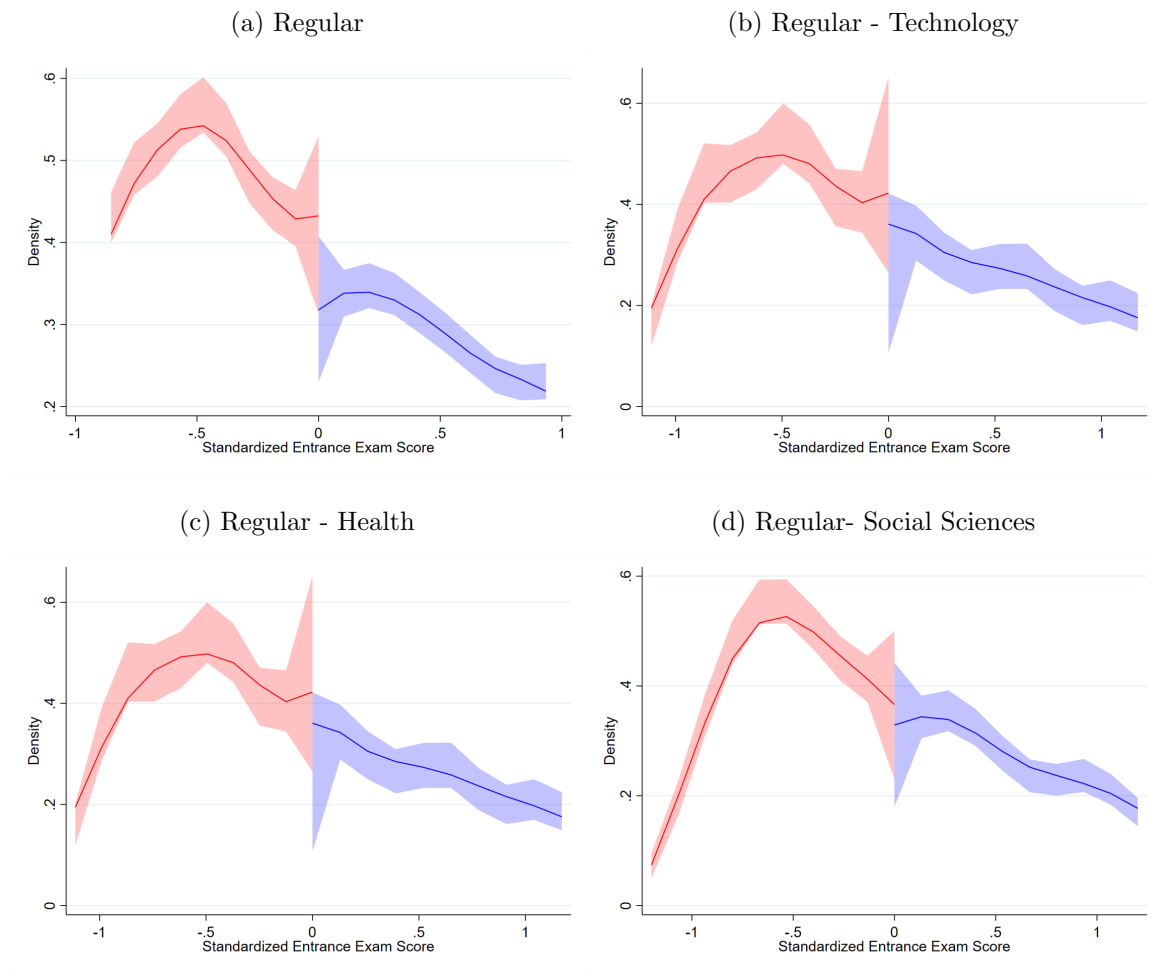 (a) Regular
.6
.5
.4
.3
.2
Density
-1 -.5 0 .5 1
Standardized Entrance Exam Score
(b) Regular - Technology
.6
.4
.2
0
Density
-1 -.5 0 .5 1
Standardized Entrance Exam Score
(c) Regular - Health
.6
.4
.2
0
Density
-1 -.5 0 .5 1
Standardized Entrance Exam Score
(d) Regular- Social Sciences
.6
.4
.2
0
Density
-1 -.5 0 .5 1
Standardized Entrance Exam Score